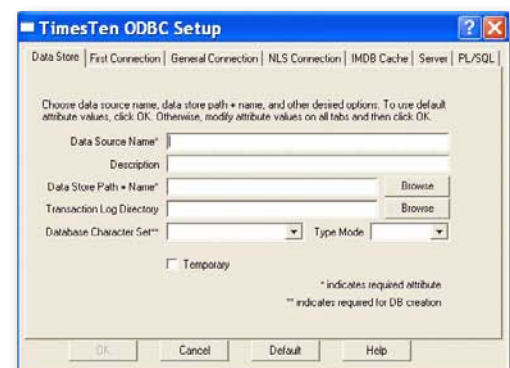 TimesTen ODBC Setup
Data Store First Connection General Connection NLS Connection IMDB Cache Server PL/SQL
Choose data source name, data store path + name, and other desired options. To use default
attribute values, click OK. Otherwise, modify attribute values on all tabs and then click OK.
Data Source Name*
Description
Data Store Path + Name* Browse
Transaction Log Directory Browse
Database Character Set** Type Mode
Temporary
* indicates required attribute
** indicates required for DB creation
OK Cancel Default Help